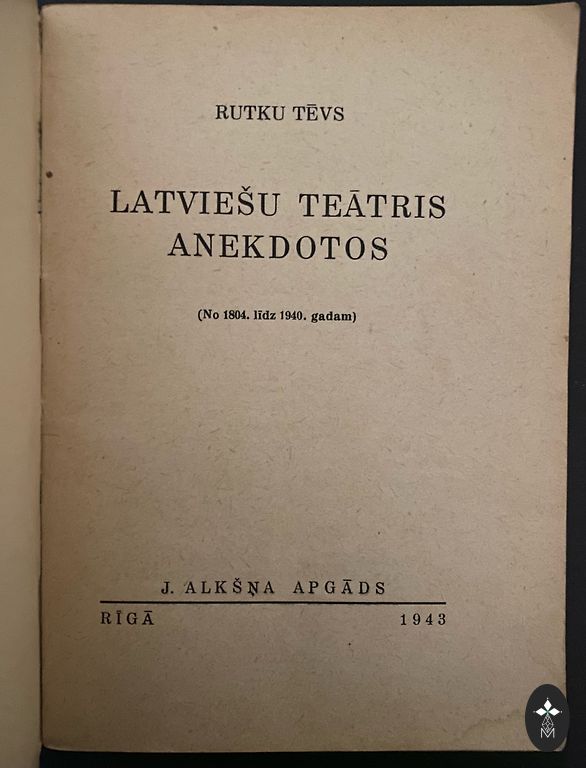 RUTKU TĒVS
LATVIEŠU TEĀTRIS
ANEKDOTOS
(No 1804. līdz 1940. gadam)
J. ALKŠŅA APGĀDS
RĪGĀ 1943
M